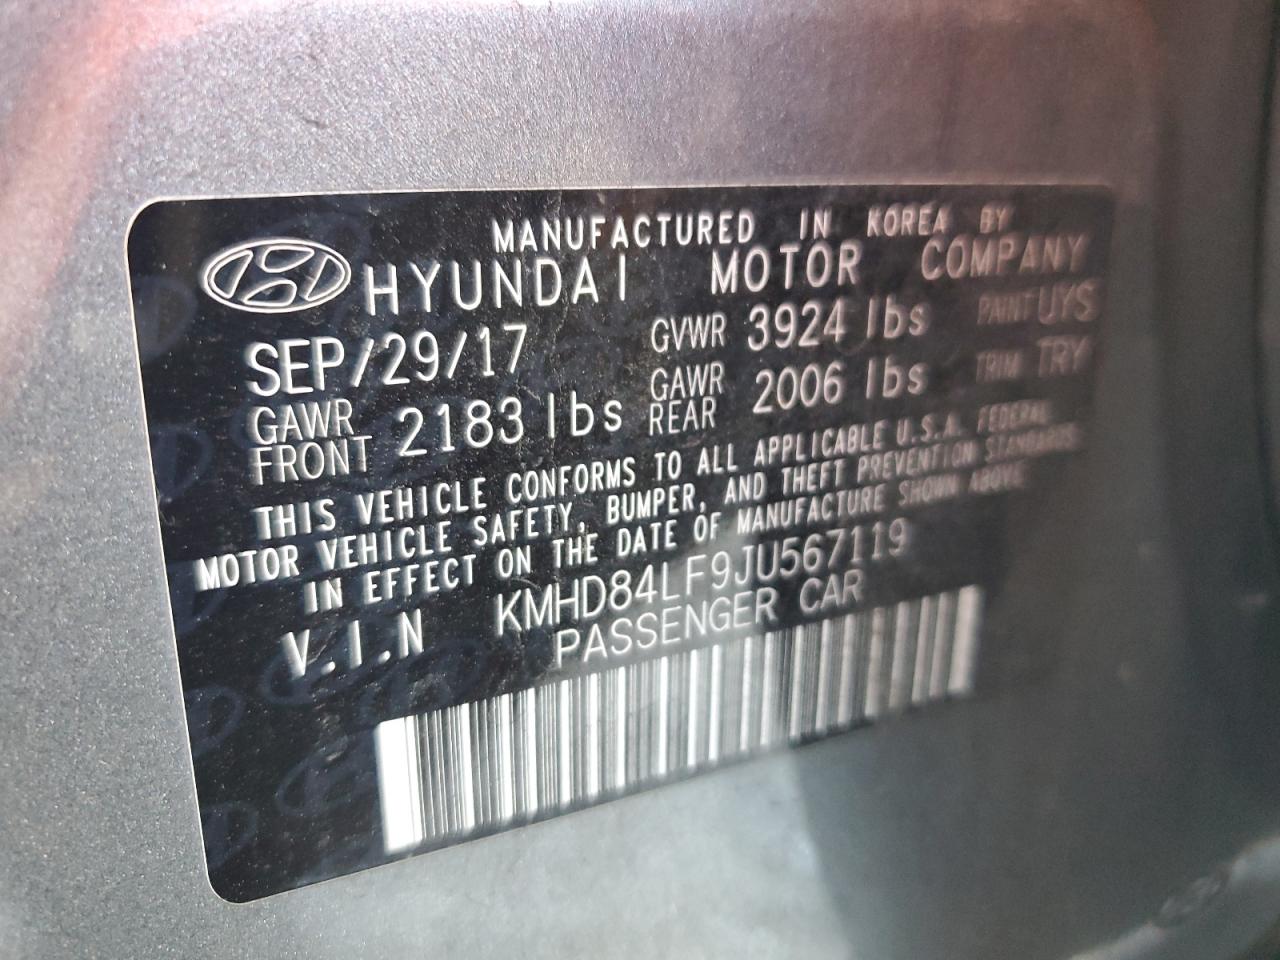 MANUFACTURED IN KOREA BY
HYUNDAI MOTOR COMPANY
SEP/29/17 GVWR 3924 lbs PAINT UYS
GAWR FRONT 2183 lbs GAWR REAR 2006 lbs TRIM TRY
THIS VEHICLE CONFORMS TO ALL APPLICABLE U.S.A. FEDERAL
MOTOR VEHICLE SAFETY, BUMPER, AND THEFT PREVENTION STANDARDS
IN EFFECT ON THE DATE OF MANUFACTURE SHOWN ABOVE
V.I.N KMHD84LF9JU567119
PASSENGER CAR